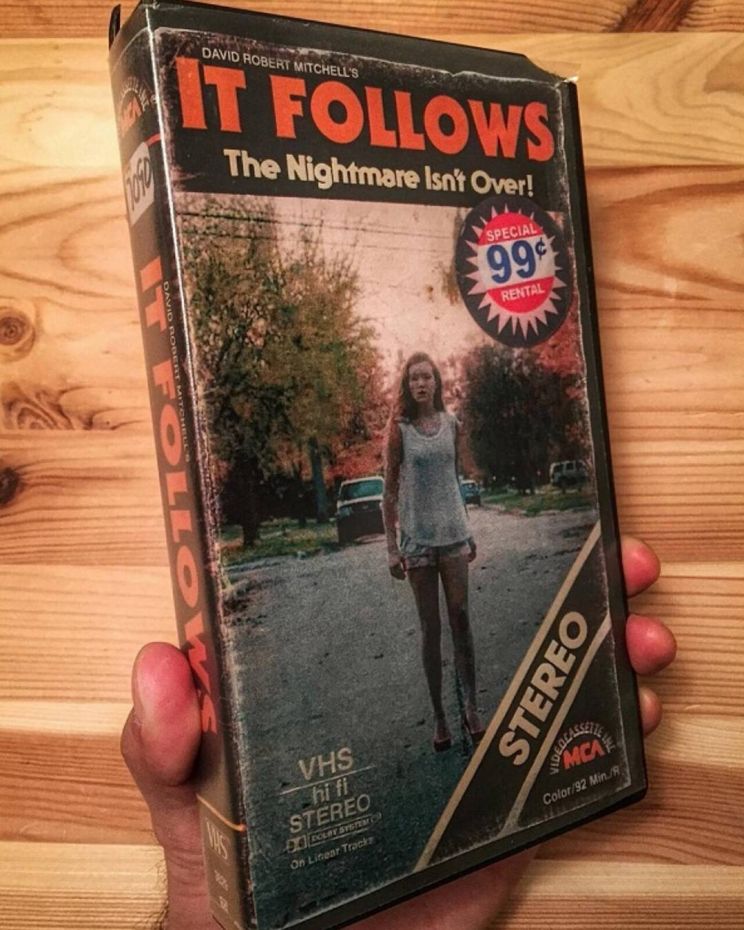 DAVID ROBERT MITCHELL'S
IT FOLLOWS
The Nightmare Isn't Over!
SPECIAL
99¢
RENTAL
STEREO
VIDEOCASSETTE
MCA
Color/92 Min./R
VHS
hi fi
STEREO
DOLBY SYSTEM
On Linear Tracks
MCA
DAVID ROBERT MITCHELL'S
IT FOLLOWS
VHS